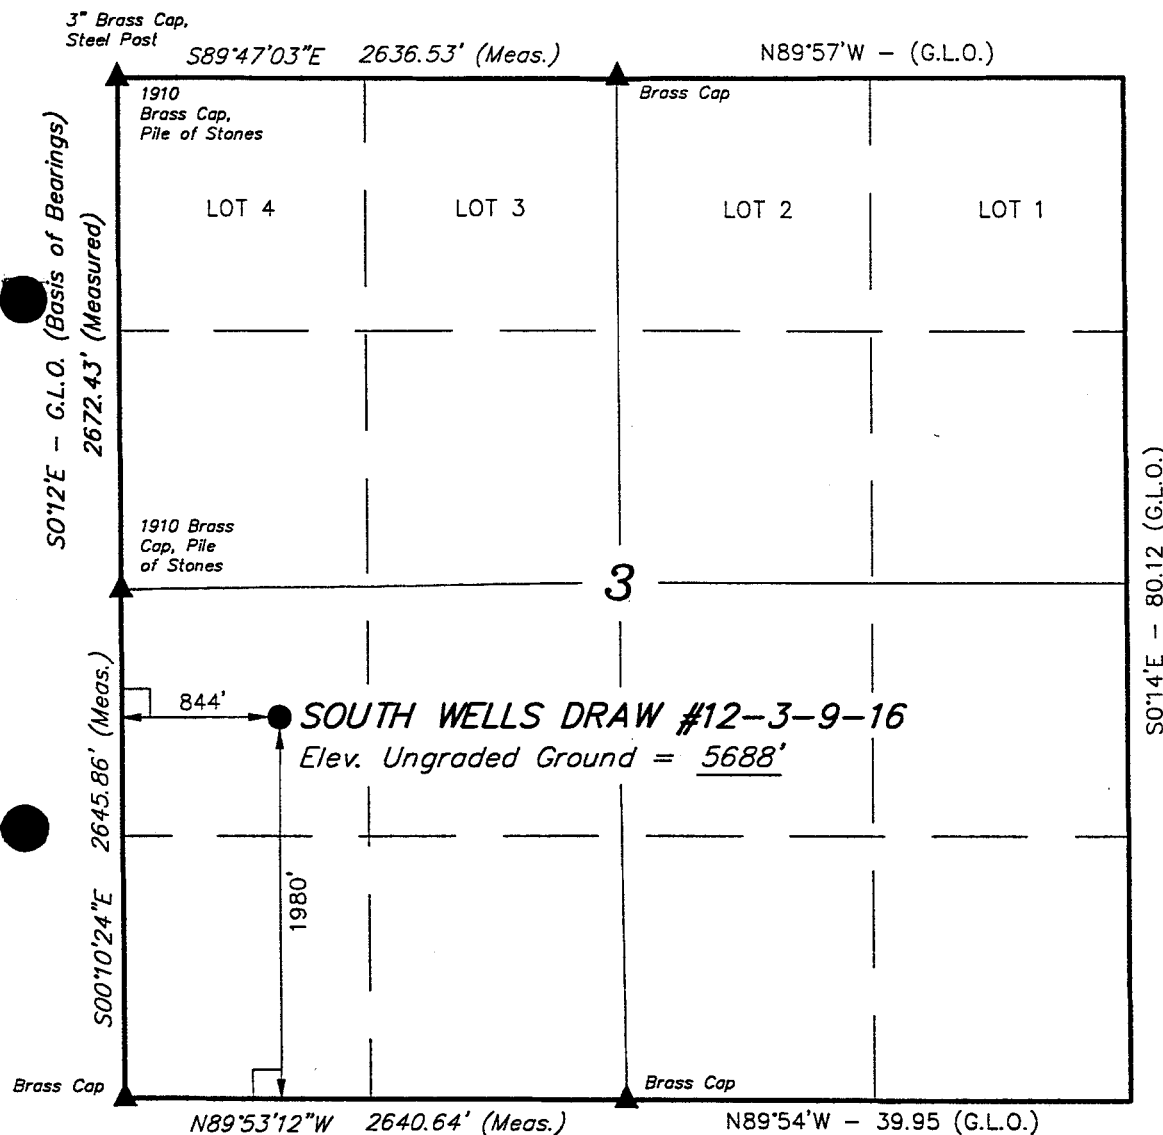 3" Brass Cap,
Steel Post
S89°47'03"E 2636.53' (Meas.)
N89°57'W - (G.L.O.)
1910
Brass Cap,
Pile of Stones
Brass Cap
LOT 4
LOT 3
LOT 2
LOT 1
S0°12'E - G.L.O. (Basis of Bearings)
2672.43' (Measured)
1910 Brass
Cap, Pile
of Stones
3
S0°14'E - 80.12 (G.L.O.)
844'
SOUTH WELLS DRAW #12-3-9-16
Elev. Ungraded Ground = 5688'
S00°10'24"E 2645.86' (Meas.)
1980'
Brass Cap
Brass Cap
N89°53'12"W 2640.64' (Meas.)
N89°54'W - 39.95 (G.L.O.)